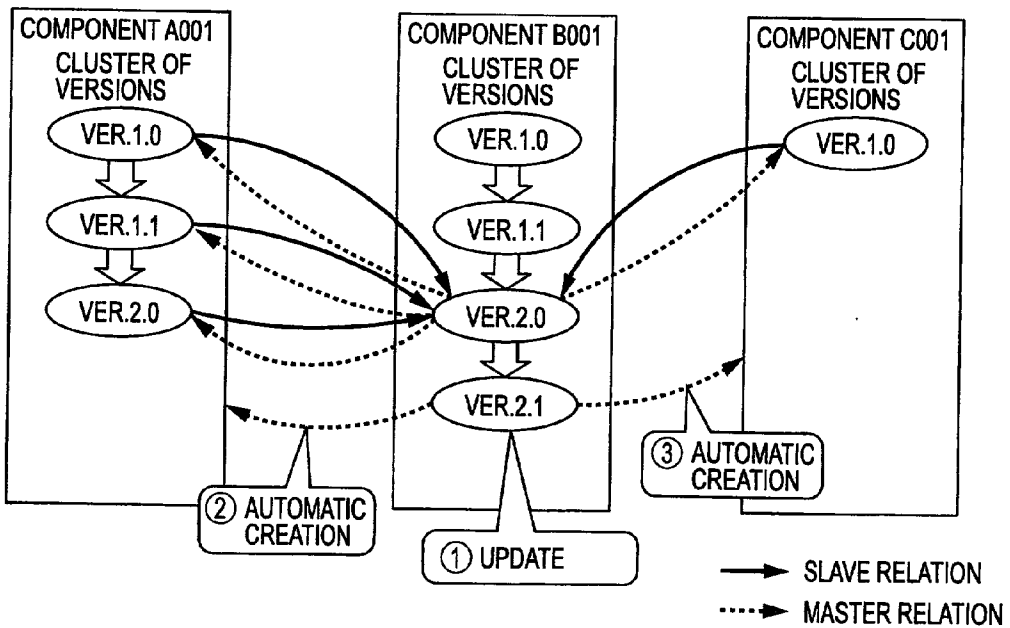 COMPONENT A001
CLUSTER OF
VERSIONS
VER.1.0
VER.1.1
VER.2.0
COMPONENT B001
CLUSTER OF
VERSIONS
VER.1.0
VER.1.1
VER.2.0
VER.2.1
COMPONENT C001
CLUSTER OF
VERSIONS
VER.1.0
② AUTOMATIC
CREATION
① UPDATE
③ AUTOMATIC
CREATION
SLAVE RELATION
MASTER RELATION